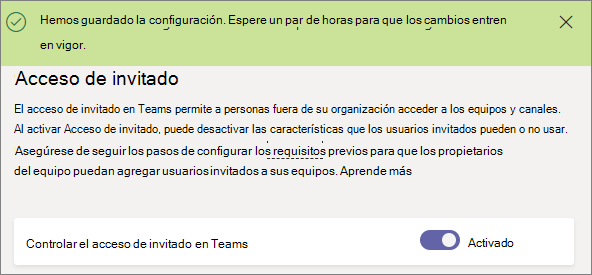 Hemos guardado la configuración. Espere un par de horas para que los cambios entren
en vigor.
Acceso de invitado
El acceso de invitado en Teams permite a personas fuera de su organización acceder a los equipos y canales.
Al activar Acceso de invitado, puede desactivar las características que los usuarios invitados pueden o no usar.
Asegúrese de seguir los pasos de configurar los requisitos previos para que los propietarios
del equipo puedan agregar usuarios invitados a sus equipos. Aprende más
Controlar el acceso de invitado en Teams
Activado